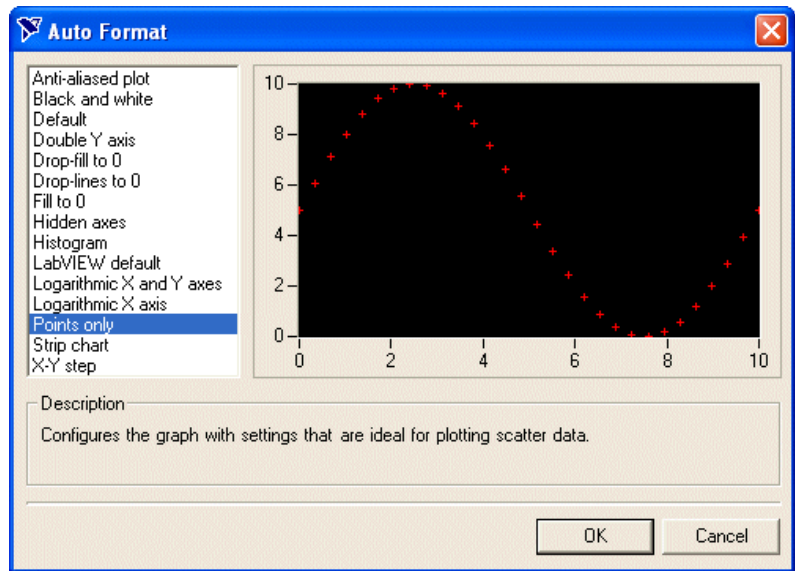 Auto Format
Anti-aliased plot
Black and white
Default
Double Y axis
Drop-fill to 0
Drop-lines to 0
Fill to 0
Hidden axes
Histogram
LabVIEW default
Logarithmic X and Y axes
Logarithmic X axis
Points only
Strip chart
X-Y step
10
8
6
4
2
0
0 2 4 6 8 10
Description
Configures the graph with settings that are ideal for plotting scatter data.
OK Cancel